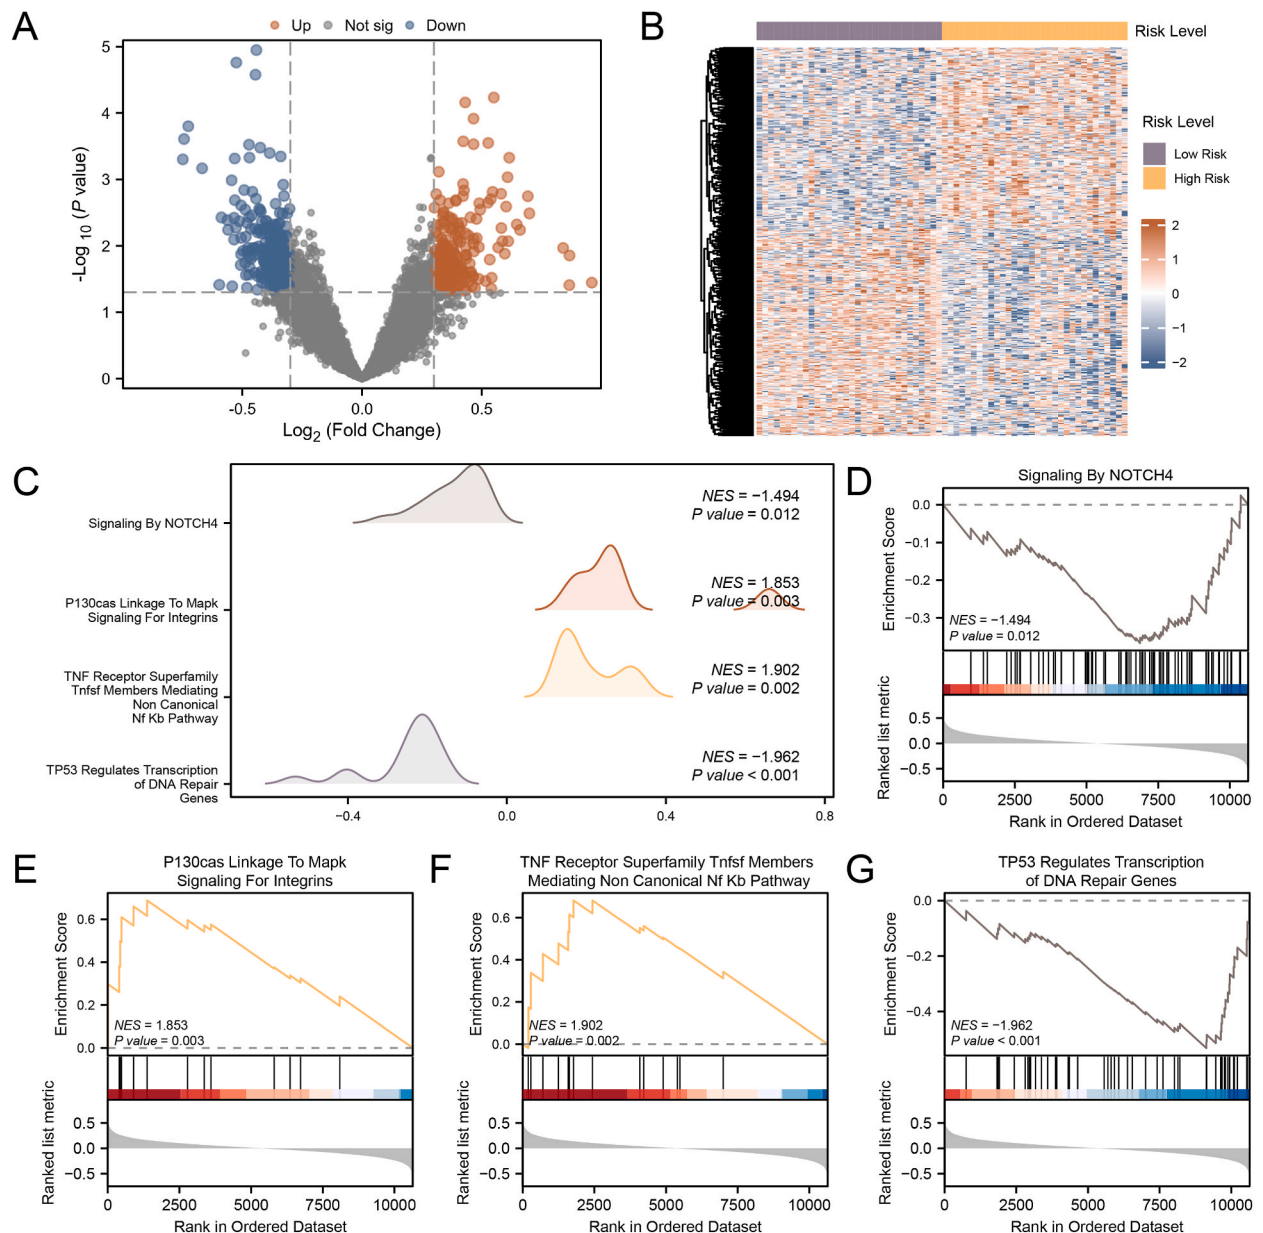 A
Up Not sig Down
5
4
3
2
1
0
-Log 10 (P value)
-0.5 0.0 0.5
Log2 (Fold Change)
B
Risk Level
Risk Level
Low Risk
High Risk
2
1
0
−1
−2
C
Signaling By NOTCH4
NES = −1.494
P value = 0.012
P130cas Linkage To Mapk
Signaling For Integrins
NES = 1.853
P value = 0.003
TNF Receptor Superfamily
Tnfsf Members Mediating
Non Canonical
Nf Kb Pathway
NES = 1.902
P value = 0.002
TP53 Regulates Transcription
of DNA Repair
Genes
NES = −1.962
P value < 0.001
−0.4 0.0 0.4 0.8
D
Signaling By NOTCH4
0.0
−0.1
−0.2
−0.3
Enrichment Score
NES = −1.494
P value = 0.012
0.5
0.0
−0.5
Ranked list metric
0 2500 5000 7500 10000
Rank in Ordered Dataset
E
P130cas Linkage To Mapk
Signaling For Integrins
0.6
0.4
0.2
0.0
Enrichment Score
NES = 1.853
P value = 0.003
0.5
0.0
−0.5
Ranked list metric
0 2500 5000 7500 10000
Rank in Ordered Dataset
F
TNF Receptor Superfamily Tnfsf Members
Mediating Non Canonical Nf Kb Pathway
0.6
0.4
0.2
0.0
Enrichment Score
NES = 1.902
P value = 0.002
0.5
0.0
−0.5
Ranked list metric
0 2500 5000 7500 10000
Rank in Ordered Dataset
G
TP53 Regulates Transcription
of DNA Repair Genes
0.0
−0.2
−0.4
Enrichment Score
NES = −1.962
P value < 0.001
0.5
0.0
−0.5
Ranked list metric
0 2500 5000 7500 10000
Rank in Ordered Dataset